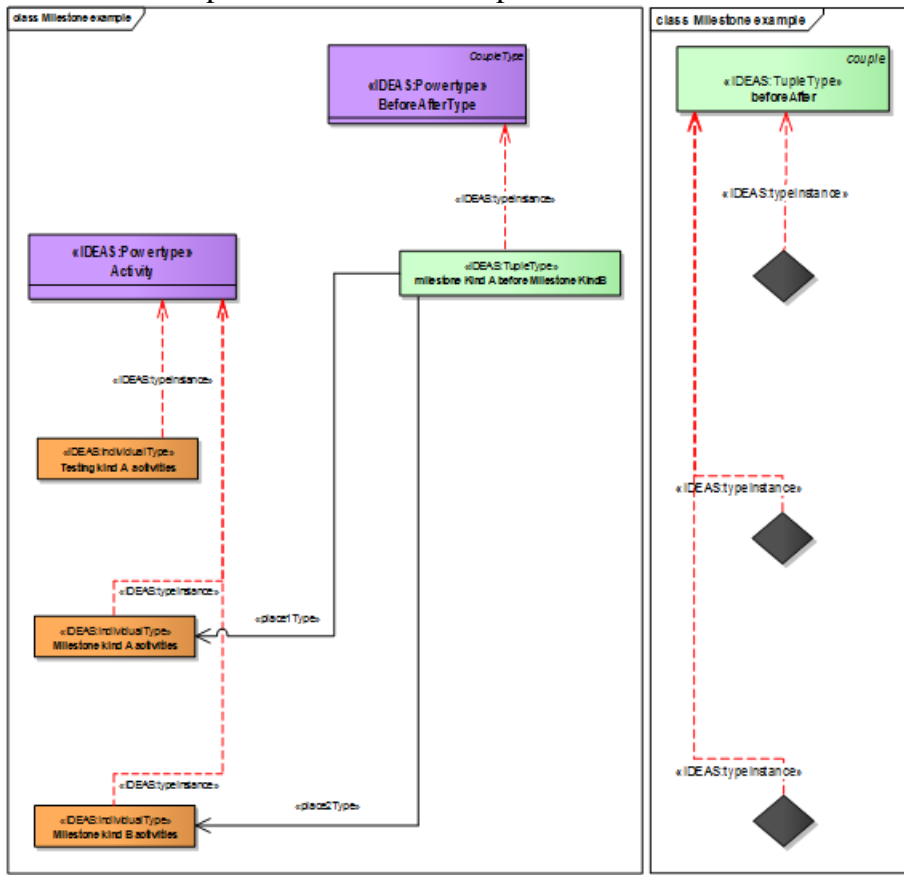 class Milestone example
CoupleType
«IDEAS:Powertype»
BeforeAfterType
«IDEAS:typeInstance»
«IDEAS:Powertype»
Activity
«IDEAS:TupleType»
milestone Kind A before Milestone KindB
«IDEAS:typeInstance»
«IDEAS:IndividualType»
Testing kind A activities
«IDEAS:typeInstance»
«IDEAS:IndividualType»
Milestone kind A activities
«place1Type»
«IDEAS:typeInstance»
«IDEAS:IndividualType»
Milestone kind B activities
«place2Type»
class Milestone example
couple
«IDEAS:TupleType»
beforeAfter
«IDEAS:typeInstance»
«IDEAS:typeInstance»
«IDEAS:typeInstance»